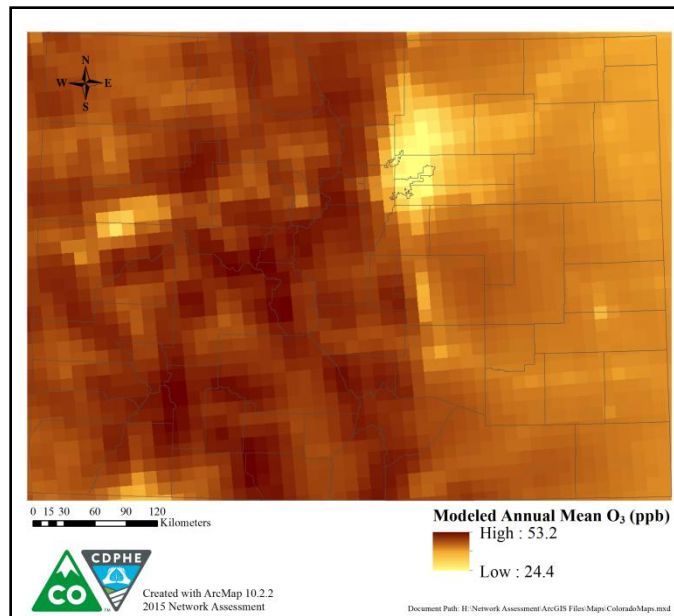 N
W E
S
0 15 30 60 90 120
Kilometers
Modeled Annual Mean O₃ (ppb)
High : 53.2
Low : 24.4
CO
TM
CDPHE
Created with ArcMap 10.2.2
2015 Network Assessment
Document Path: H:\Network Assessment\ArcGIS Files\Maps\ColoradoMaps.mxd